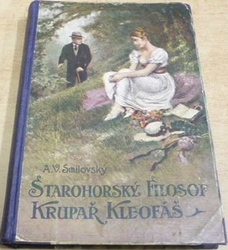 A.V. Šmilovský
Starohorský Filosof
Krupař Kleofáš